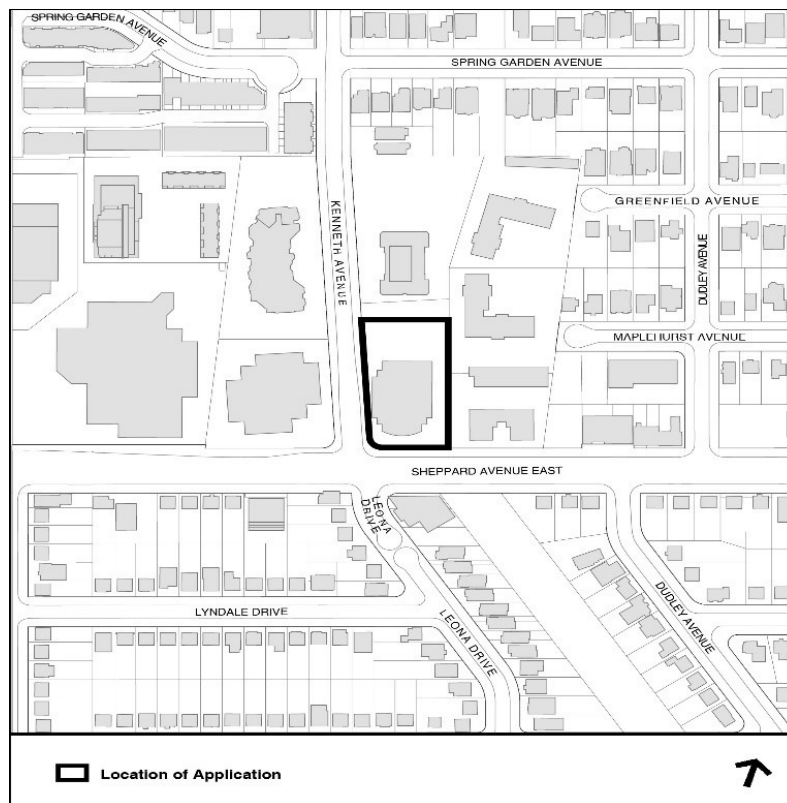 SPRING GARDEN AVENUE
SPRING GARDEN AVENUE
KENNETH AVENUE
GREENFIELD AVENUE
DUDLEY AVENUE
MAPLEHURST AVENUE
SHEPPARD AVENUE EAST
LEONA DRIVE
LYNDALE DRIVE
LEONA DRIVE
DUDLEY AVENUE
Location of Application